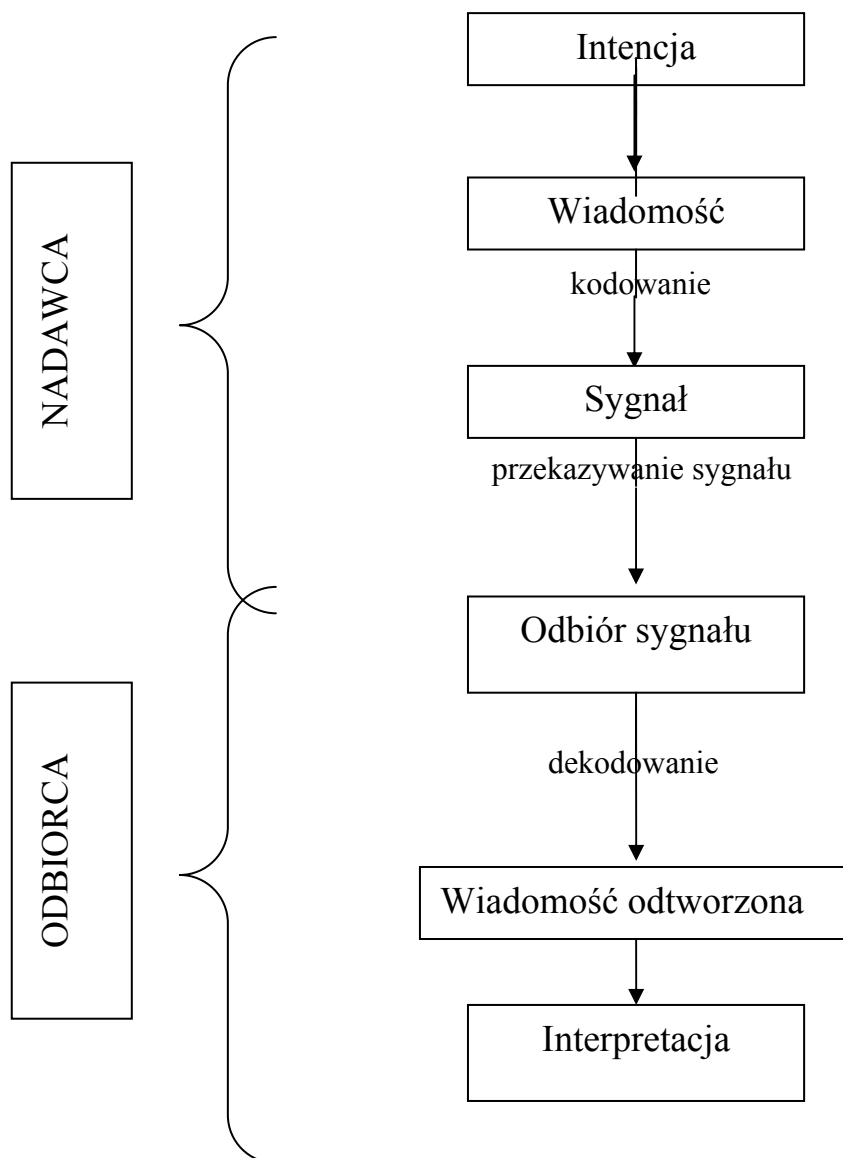 Intencja
NADAWCA
Wiadomość
kodowanie
Sygnał
przekazywanie sygnału
Odbiór sygnału
ODBIORCA
dekodowanie
Wiadomość odtworzona
Interpretacja